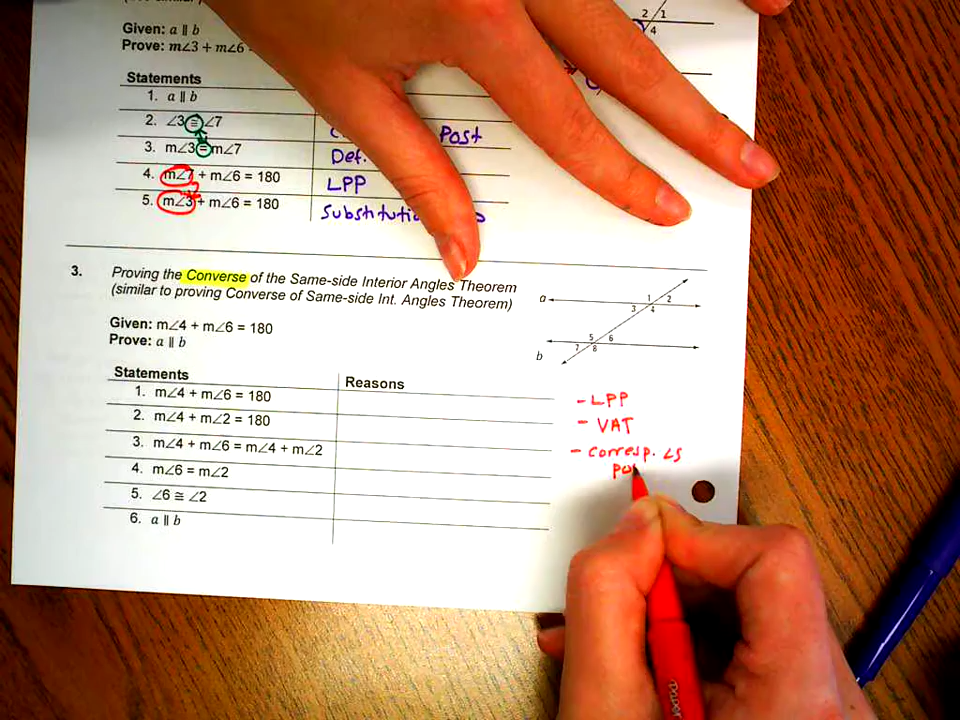 2 1
4
Given: a ∥ b
Prove: m∠3 + m∠6
Statements
1. a ∥ b
2. ∠3 ≅ ∠7
Post
3. m∠3 = m∠7
Def.
4. m∠7 + m∠6 = 180
LPP
5. m∠3 + m∠6 = 180
3. Proving the Converse of the Same-side Interior Angles Theorem
(similar to proving Converse of Same-side Int. Angles Theorem)
a 1 2
3 4
Given: m∠4 + m∠6 = 180
Prove: a ∥ b
5 6
b 7 8
Statements Reasons
1. m∠4 + m∠6 = 180
2. m∠4 + m∠2 = 180
3. m∠4 + m∠6 = m∠4 + m∠2
4. m∠6 = m∠2
5. ∠6 ≅ ∠2
6. a ∥ b
- LPP
- VAT
- corresp. ∠s